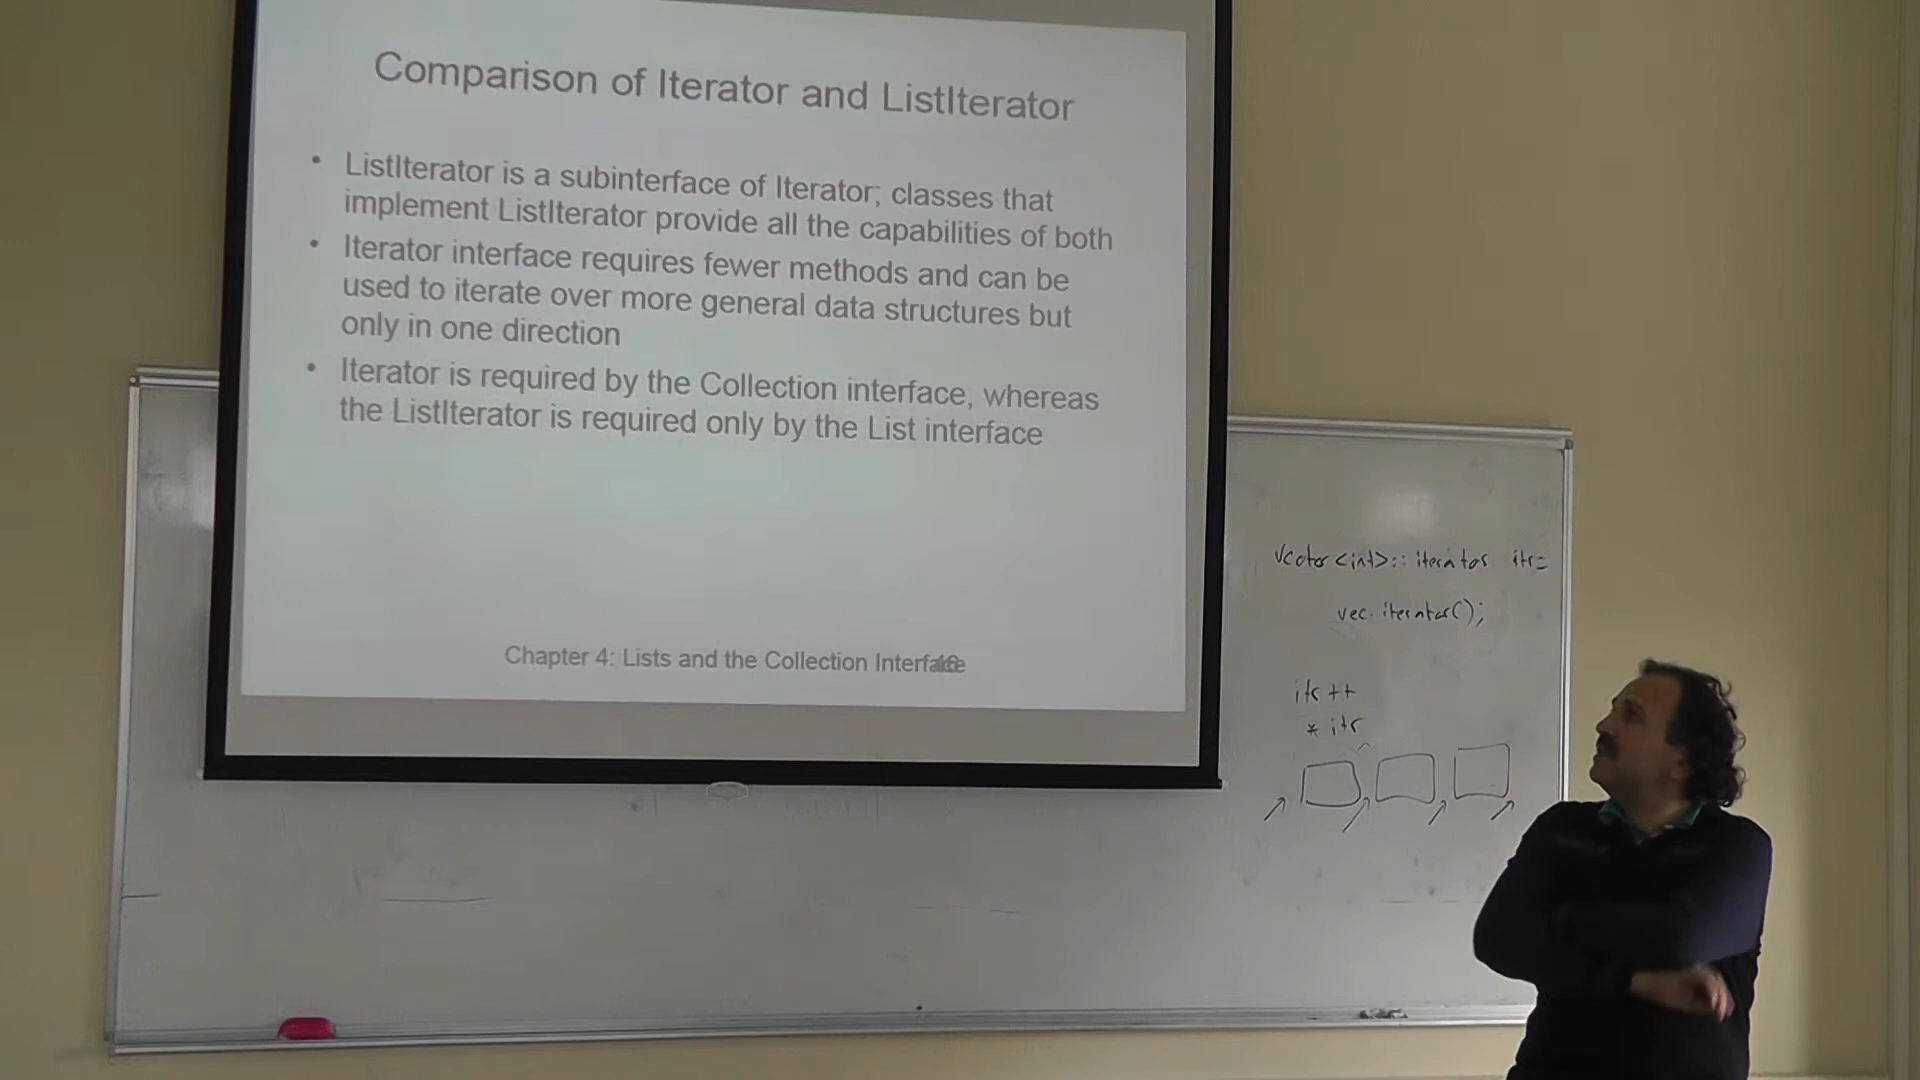 Comparison of Iterator and ListIterator
• ListIterator is a subinterface of Iterator; classes that
implement ListIterator provide all the capabilities of both
• Iterator interface requires fewer methods and can be
used to iterate over more general data structures but
only in one direction
• Iterator is required by the Collection interface, whereas
the ListIterator is required only by the List interface
Chapter 4: Lists and the Collection Interface
vector<int>:: iterator itr=
vec. iterator();
itr ++
* itr